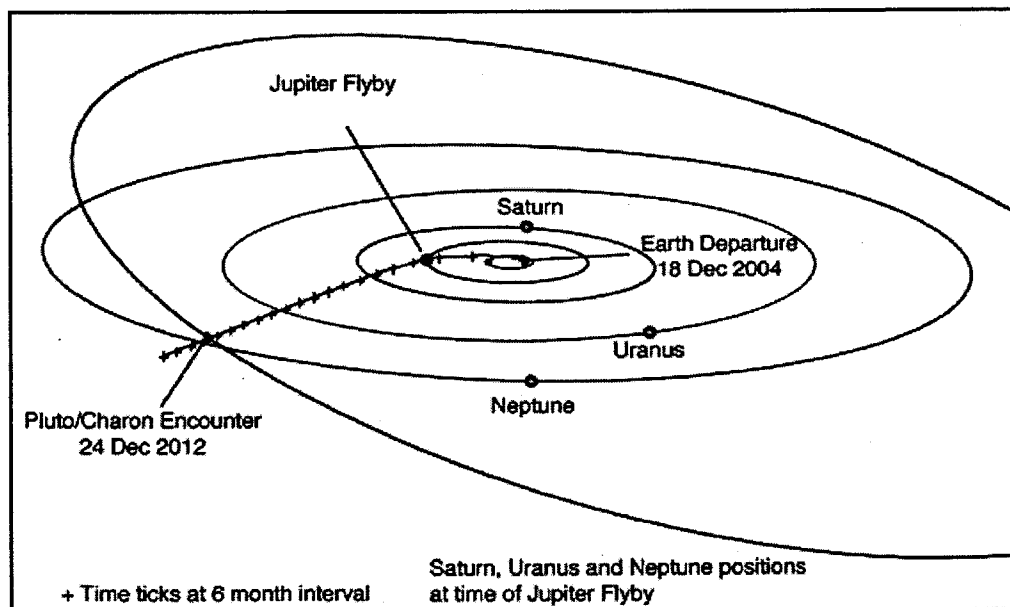 Jupiter Flyby
Saturn
Earth Departure
18 Dec 2004
Uranus
Neptune
Pluto/Charon Encounter
24 Dec 2012
+ Time ticks at 6 month interval
Saturn, Uranus and Neptune positions
at time of Jupiter Flyby